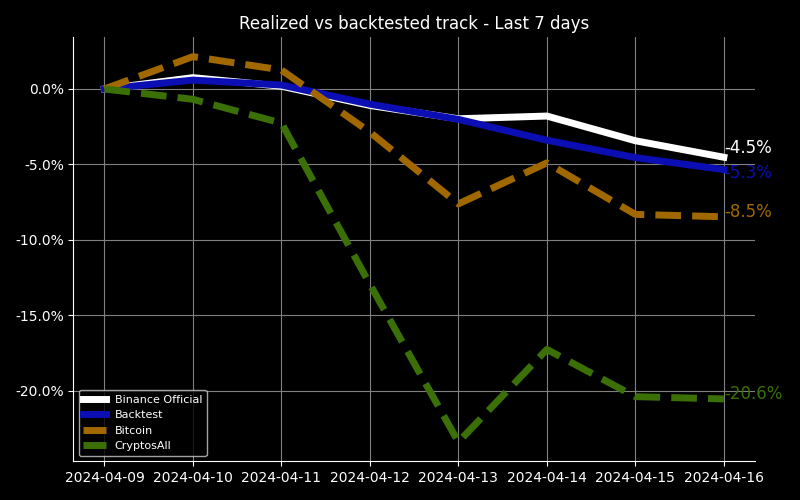 Realized vs backtested track - Last 7 days
0.0%
-5.0%
-10.0%
-15.0%
-20.0%
-4.5%
-5.3%
-8.5%
-20.6%
Binance Official
Backtest
Bitcoin
CryptosAll
2024-04-09 2024-04-10 2024-04-11 2024-04-12 2024-04-13 2024-04-14 2024-04-15 2024-04-16